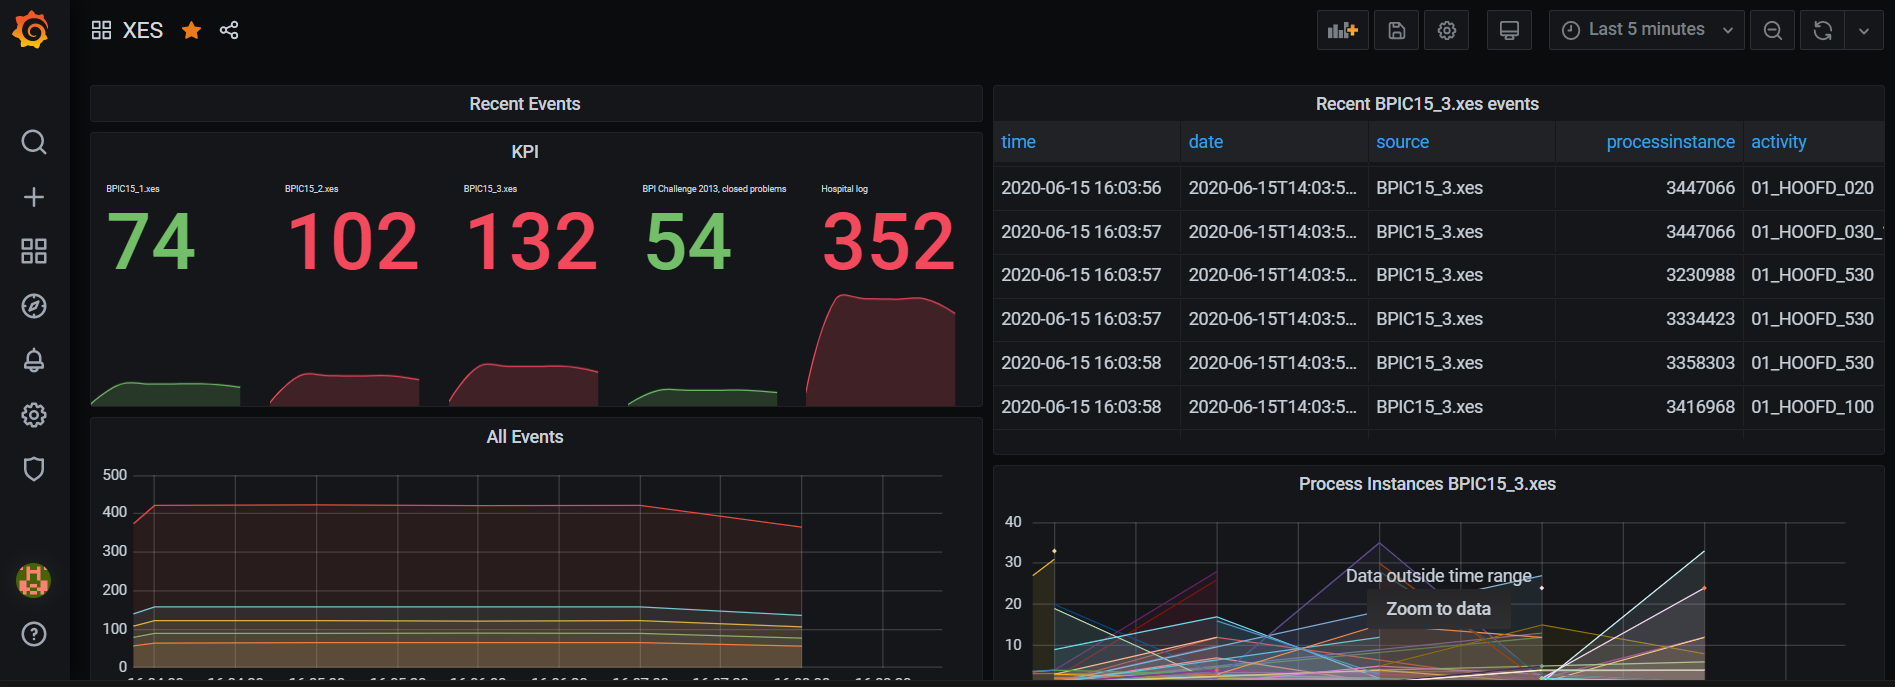 XES
Last 5 minutes
Recent Events
KPI
BPIC15_1.xes
74
BPIC15_2.xes
102
BPIC15_3.xes
132
BPI Challenge 2013, closed problems
54
Hospital log
352
All Events
500
400
300
200
100
0
Recent BPIC15_3.xes events
time date source processinstance activity
2020-06-15 16:03:56 2020-06-15T14:03:5... BPIC15_3.xes 3447066 01_HOOFD_020
2020-06-15 16:03:57 2020-06-15T14:03:5... BPIC15_3.xes 3447066 01_HOOFD_030_
2020-06-15 16:03:57 2020-06-15T14:03:5... BPIC15_3.xes 3230988 01_HOOFD_530
2020-06-15 16:03:57 2020-06-15T14:03:5... BPIC15_3.xes 3334423 01_HOOFD_530
2020-06-15 16:03:58 2020-06-15T14:03:5... BPIC15_3.xes 3358303 01_HOOFD_530
2020-06-15 16:03:58 2020-06-15T14:03:5... BPIC15_3.xes 3416968 01_HOOFD_100
Process Instances BPIC15_3.xes
40
30
20
10
Data outside time range
Zoom to data